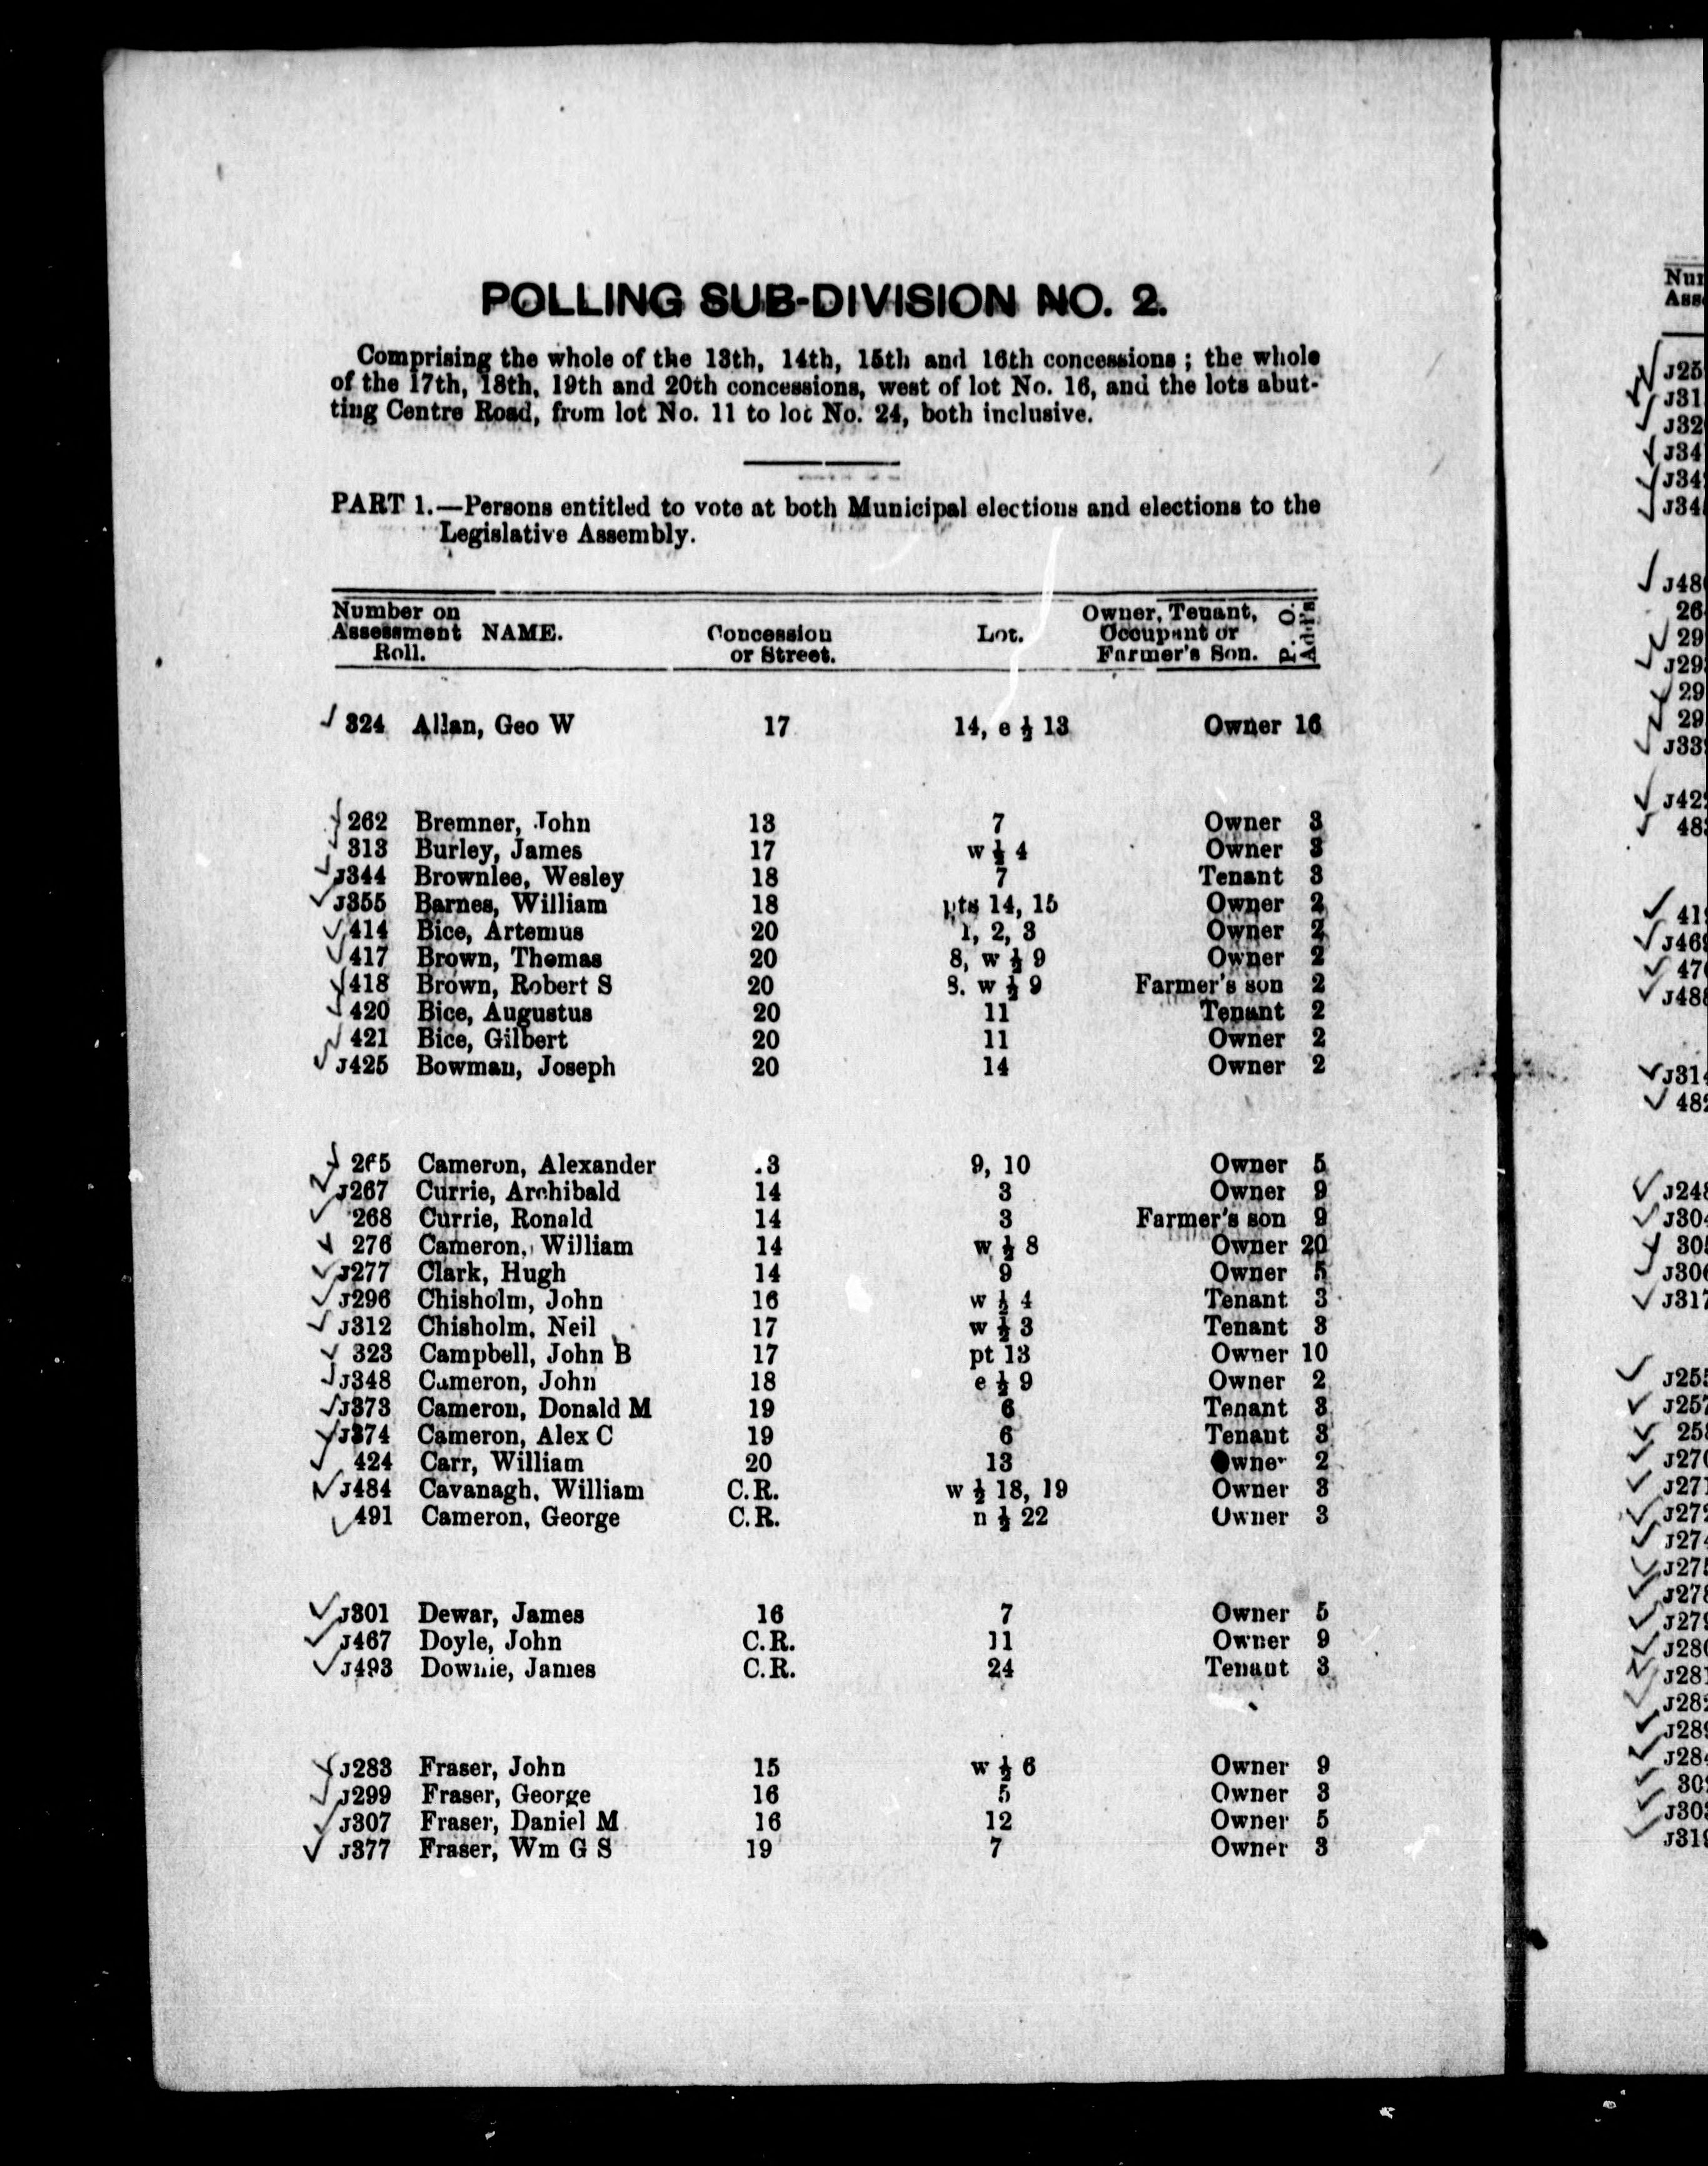 POLLING SUB-DIVISION NO. 2.
Comprising the whole of the 13th, 14th, 15th and 16th concessions ; the whole
of the 17th, 18th, 19th and 20th concessions, west of lot No. 16, and the lots abut-
ting Centre Road, from lot No. 11 to lot No. 24, both inclusive.
PART 1.—Persons entitled to vote at both Municipal elections and elections to the
Legislative Assembly.
Number on Assessment Roll. NAME. Concession or Street. Lot. Owner, Tenant, Occupant or Farmer's Son. P. O. Add's
324 Allan, Geo W 17 14, e ½ 13 Owner 16
262 Bremner, John 13 7 Owner 3
313 Burley, James 17 w ½ 4 Owner 3
J344 Brownlee, Wesley 18 7 Tenant 3
J355 Barnes, William 18 pts 14, 15 Owner 2
414 Bice, Artemus 20 1, 2, 3 Owner 2
417 Brown, Thomas 20 8, w ½ 9 Owner 2
418 Brown, Robert S 20 8. w ½ 9 Farmer's son 2
420 Bice, Augustus 20 11 Tenant 2
421 Bice, Gilbert 20 11 Owner 2
J425 Bowman, Joseph 20 14 Owner 2
265 Cameron, Alexander .3 9, 10 Owner 5
J267 Currie, Archibald 14 3 Owner 9
268 Currie, Ronald 14 3 Farmer's son 9
276 Cameron, William 14 w ½ 8 Owner 20
J277 Clark, Hugh 14 9 Owner 5
J296 Chisholm, John 16 w ½ 4 Tenant 3
J312 Chisholm, Neil 17 w ½ 3 Tenant 3
323 Campbell, John B 17 pt 13 Owner 10
J348 Cameron, John 18 e ½ 9 Owner 2
J373 Cameron, Donald M 19 6 Tenant 3
J374 Cameron, Alex C 19 6 Tenant 3
424 Carr, William 20 13 Owner 2
J484 Cavanagh, William C.R. w ½ 18, 19 Owner 3
491 Cameron, George C.R. n ½ 22 Owner 3
J301 Dewar, James 16 7 Owner 5
J467 Doyle, John C.R. 11 Owner 9
J493 Downie, James C.R. 24 Tenant 3
J283 Fraser, John 15 w ½ 6 Owner 9
J299 Fraser, George 16 5 Owner 3
J307 Fraser, Daniel M 16 12 Owner 5
J377 Fraser, Wm G S 19 7 Owner 3